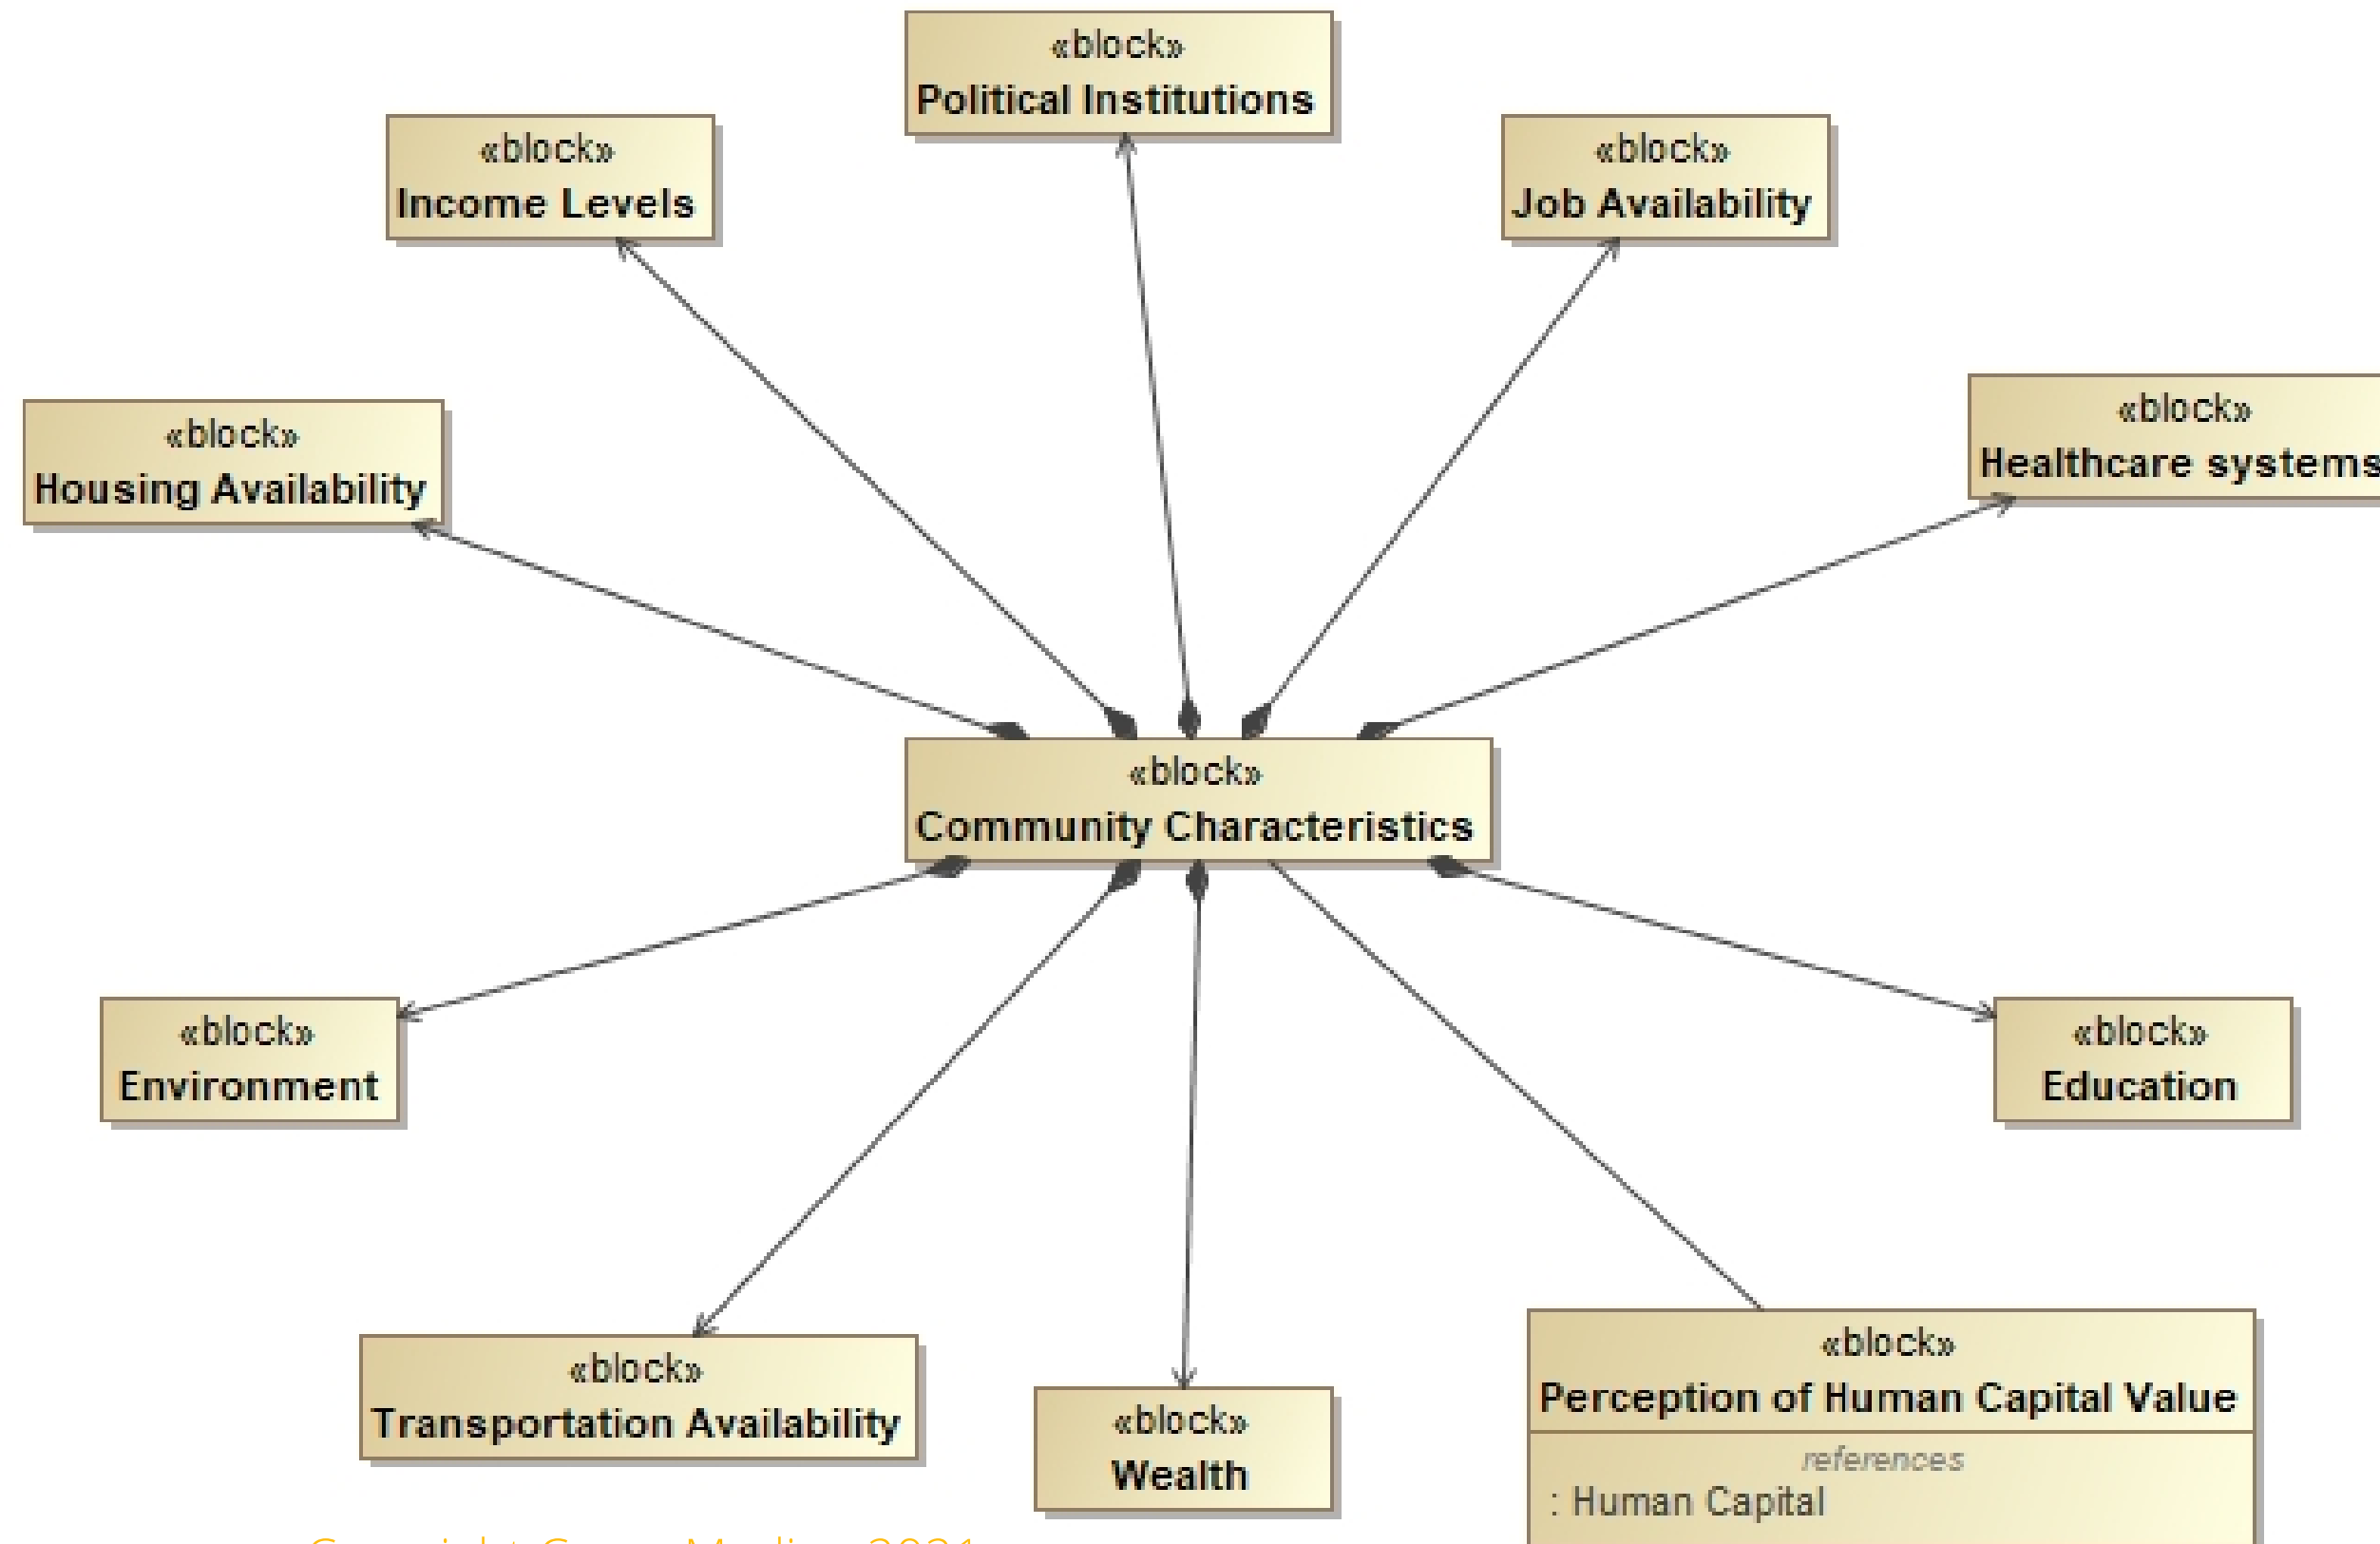 «block»
Political Institutions
«block»
Income Levels
«block»
Job Availability
«block»
Healthcare systems
«block»
Housing Availability
«block»
Community Characteristics
«block»
Environment
«block»
Education
«block»
Perception of Human Capital Value
references
: Human Capital
«block»
Transportation Availability
«block»
Wealth
2021